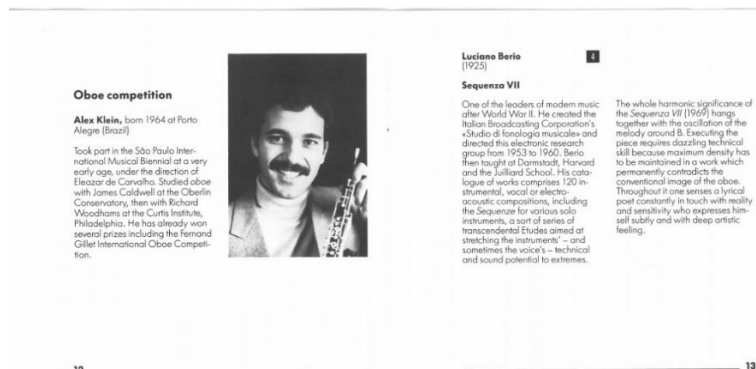 Oboe competition
Alex Klein, born 1964 at Porto
Alegre (Brazil)
Took part in the São Paulo Inter-
national Musical Biennial at a very
early age, under the direction of
Eleazar de Carvalho. Studied oboe
with James Caldwell at the Oberlin
Conservatory, then with Richard
Woodhams at the Curtis Institute,
Philadelphia. He has already won
several prizes including the Fernand
Gillet International Oboe Competi-
tion.
Luciano Berio 4
(1925)
Sequenza VII
One of the leaders of modern music
after World War II. He created the
Italian Broadcasting Corporation's
«Studio di fonologia musicale» and
directed this electronic research
group from 1953 to 1960. Berio
then taught at Darmstadt, Harvard
and the Juilliard School. His cata-
logue of works comprises 120 in-
strumental, vocal or electro-
acoustic compositions, including
the Sequenze for various solo
instruments, a sort of series of
transcendental Etudes aimed at
stretching the instruments' – and
sometimes the voice's – technical
and sound potential to extremes.
The whole harmonic significance of
the Sequenza VII (1969) hangs
together with the oscillation of the
melody around B. Executing the
piece requires dazzling technical
skill because maximum density has
to be maintained in a work which
permanently contradicts the
conventional image of the oboe.
Throughout it one senses a lyrical
poet constantly in touch with reality
and sensitivity who expresses him-
self subtly and with deep artistic
feeling.
13